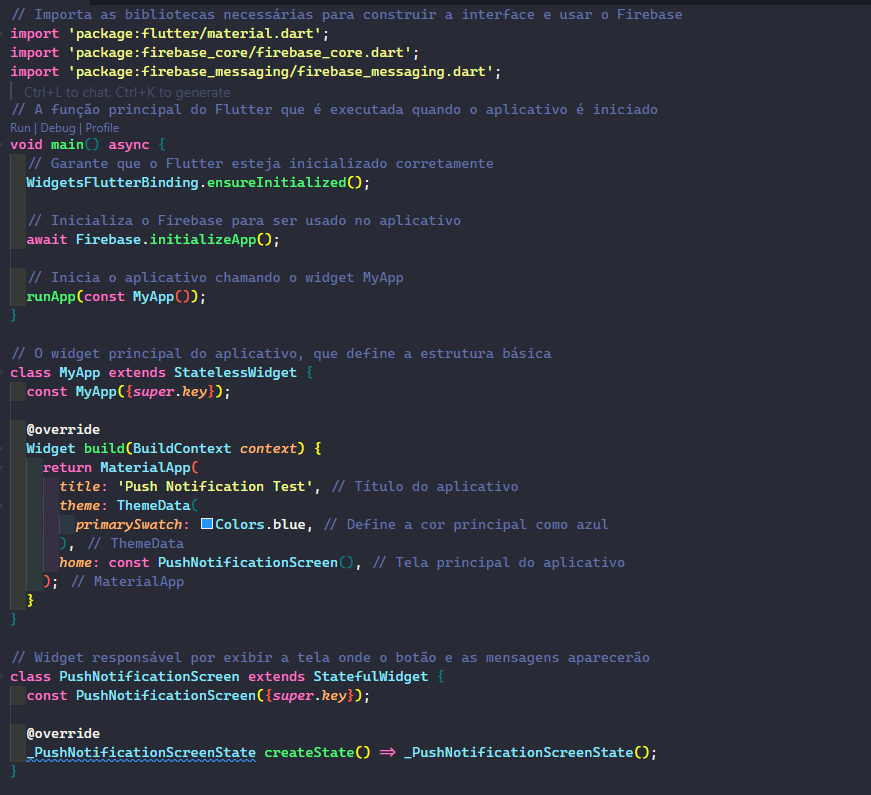 // Importa as bibliotecas necessárias para construir a interface e usar o Firebase
import 'package:flutter/material.dart';
import 'package:firebase_core/firebase_core.dart';
import 'package:firebase_messaging/firebase_messaging.dart';
Ctrl+L to chat, Ctrl+K to generate
// A função principal do Flutter que é executada quando o aplicativo é iniciado
Run | Debug | Profile
void main() async {
// Garante que o Flutter esteja inicializado corretamente
WidgetsFlutterBinding.ensureInitialized();
// Inicializa o Firebase para ser usado no aplicativo
await Firebase.initializeApp();
// Inicia o aplicativo chamando o widget MyApp
runApp(const MyApp());
}
// O widget principal do aplicativo, que define a estrutura básica
class MyApp extends StatelessWidget {
const MyApp({super.key});
@override
Widget build(BuildContext context) {
return MaterialApp(
title: 'Push Notification Test', // Título do aplicativo
theme: ThemeData(
primarySwatch: Colors.blue, // Define a cor principal como azul
), // ThemeData
home: const PushNotificationScreen(), // Tela principal do aplicativo
); // MaterialApp
}
}
// Widget responsável por exibir a tela onde o botão e as mensagens aparecerão
class PushNotificationScreen extends StatefulWidget {
const PushNotificationScreen({super.key});
@override
_PushNotificationScreenState createState() => _PushNotificationScreenState();
}